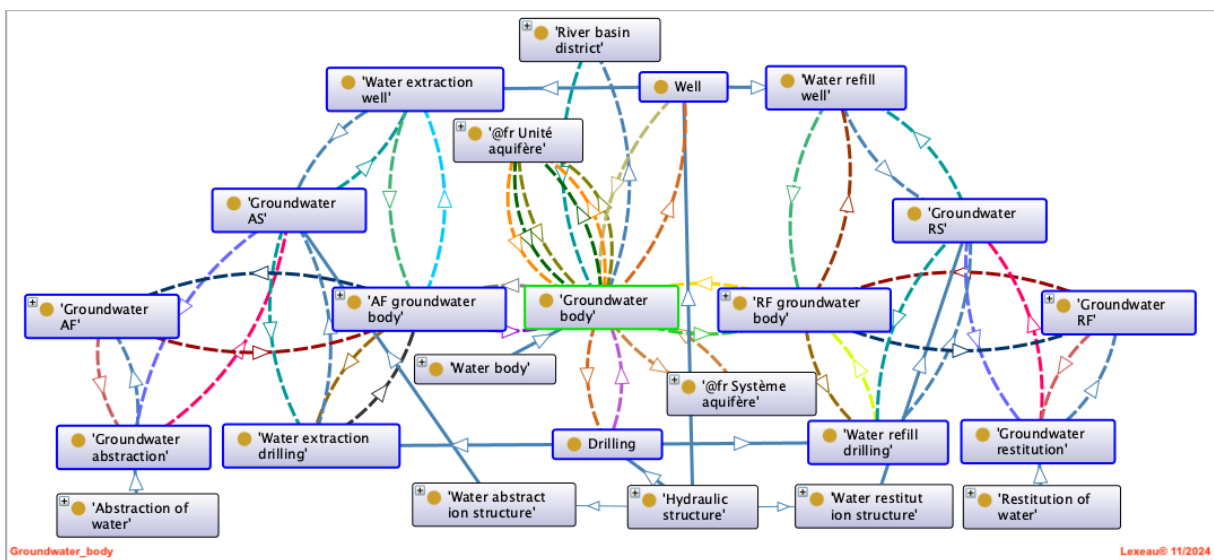 'River basin
district'
'Water extraction
well'
Well
'Water refill
well'
'@fr Unité
aquifère'
'Groundwater
AS'
'Groundwater
RS'
'Groundwater
AF'
'AF groundwater
body'
'Groundwater
body'
'RF groundwater
body'
'Groundwater
RF'
'Water body'
'@fr Système
aquifère'
'Groundwater
abstraction'
'Water extraction
drilling'
Drilling
'Water refill
drilling'
'Groundwater
restitution'
'Abstraction of
water'
'Water abstract
ion structure'
'Hydraulic
structure'
'Water restitut
ion structure'
'Restitution of
water'
Groundwater_body
Lexeau® 11/2024